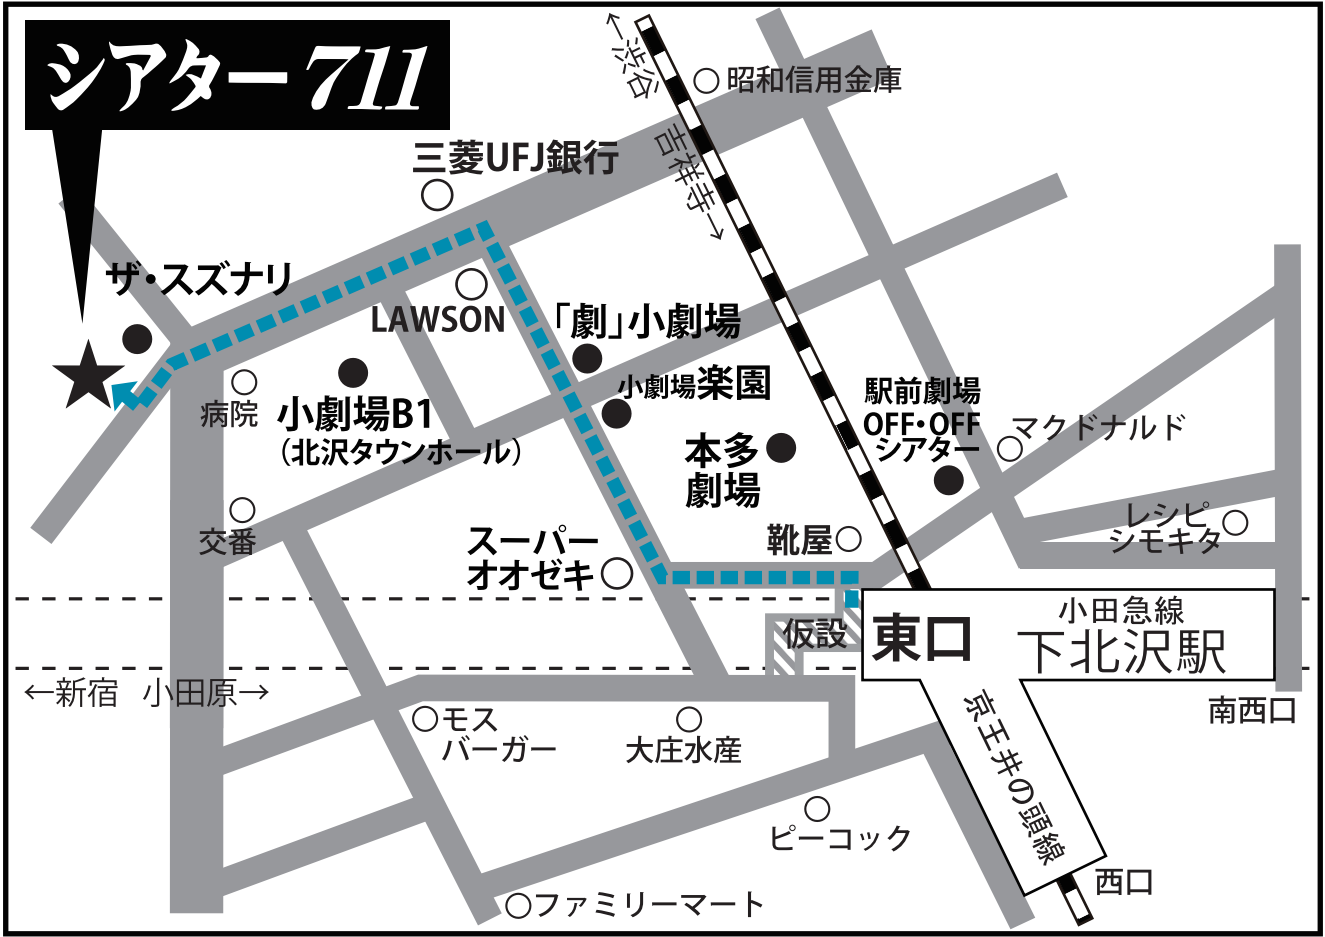 シアター711
←渋谷
吉祥寺→
昭和信用金庫
三菱UFJ銀行
ザ・スズナリ
LAWSON
「劇」小劇場
小劇場楽園
病院
小劇場B1
（北沢タウンホール）
本多
劇場
駅前劇場
OFF・OFF
シアター
マクドナルド
交番
スーパー
オオゼキ
靴屋
レシピ
シモキタ
仮設
東口
小田急線
下北沢駅
←新宿 小田原→
南西口
モス
バーガー
大庄水産
京王井の頭線
ピーコック
西口
ファミリーマート